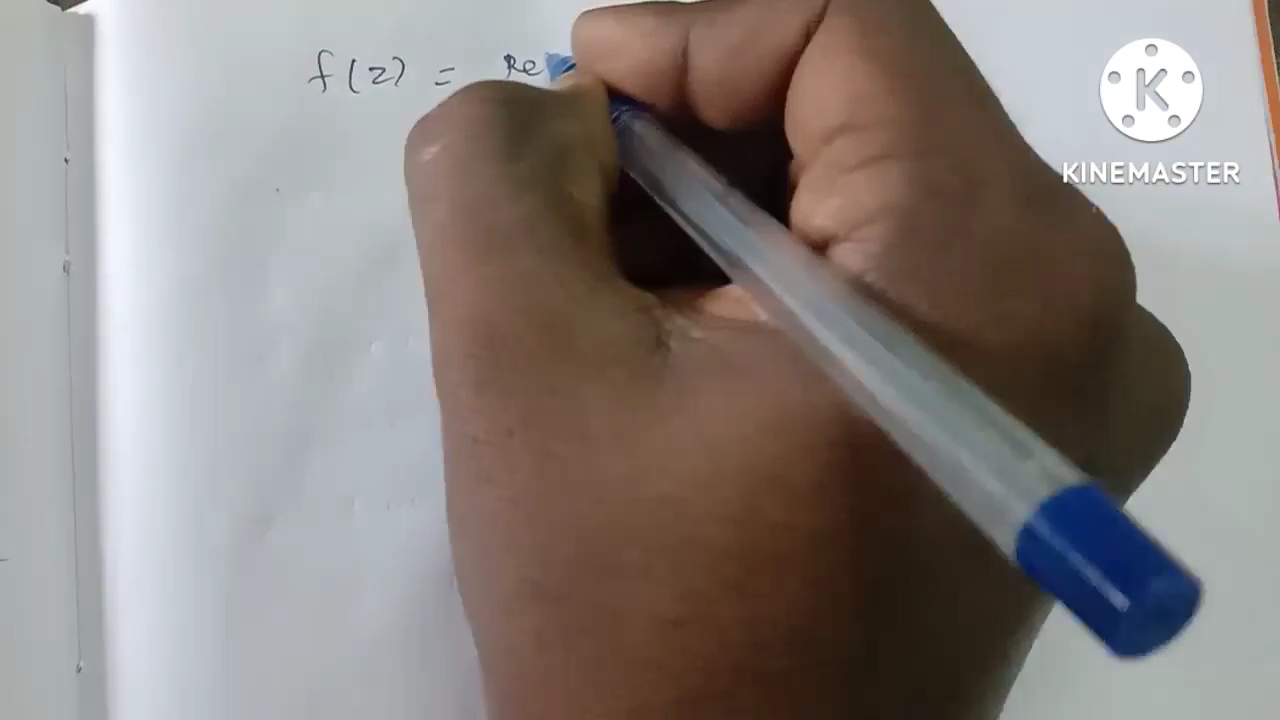 f(z) = Re
K
KINEMASTER